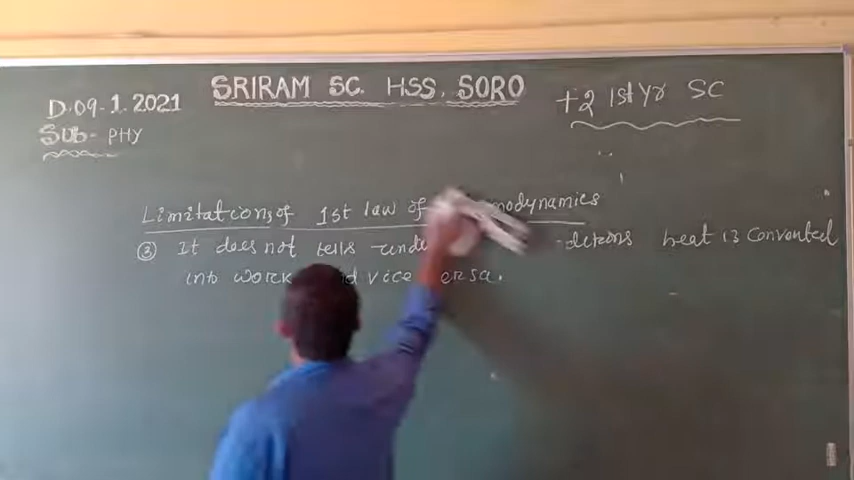 D.09-1.2021 SRIRAM SC. HSS, SORO +2 1st Yr SC
Sub- PHY
Limitations of 1st law of modynamics
③ It does not tells unde ditions heat is Converted
into work d vice ersa.